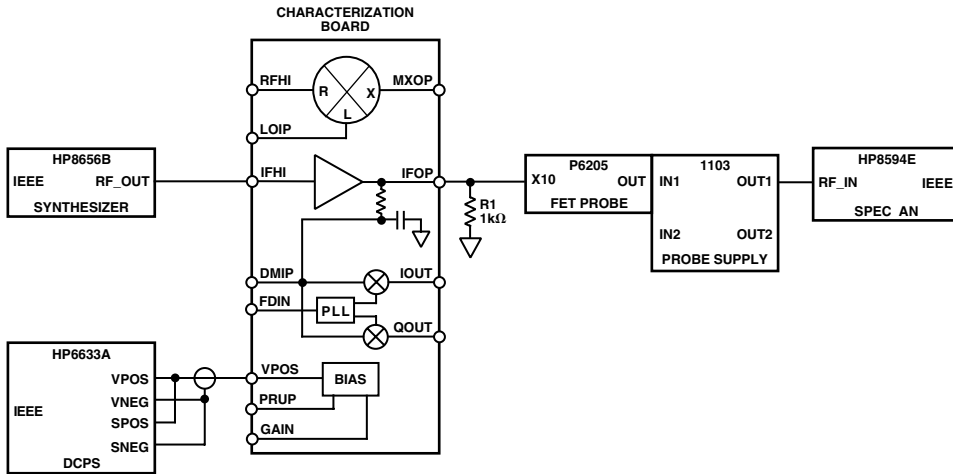 CHARACTERIZATION
BOARD
RFHI
R
X
L
MXOP
LOIP
HP8656B
IEEE
RF_OUT
SYNTHESIZER
IFHI
IFOP
R1
1kΩ
P6205
X10
OUT
FET PROBE
1103
IN1
OUT1
IN2
OUT2
PROBE SUPPLY
HP8594E
RF_IN
IEEE
SPEC AN
DMIP
IOUT
FDIN
PLL
QOUT
HP6633A
VPOS
IEEE
VNEG
SPOS
SNEG
DCPS
VPOS
BIAS
PRUP
GAIN